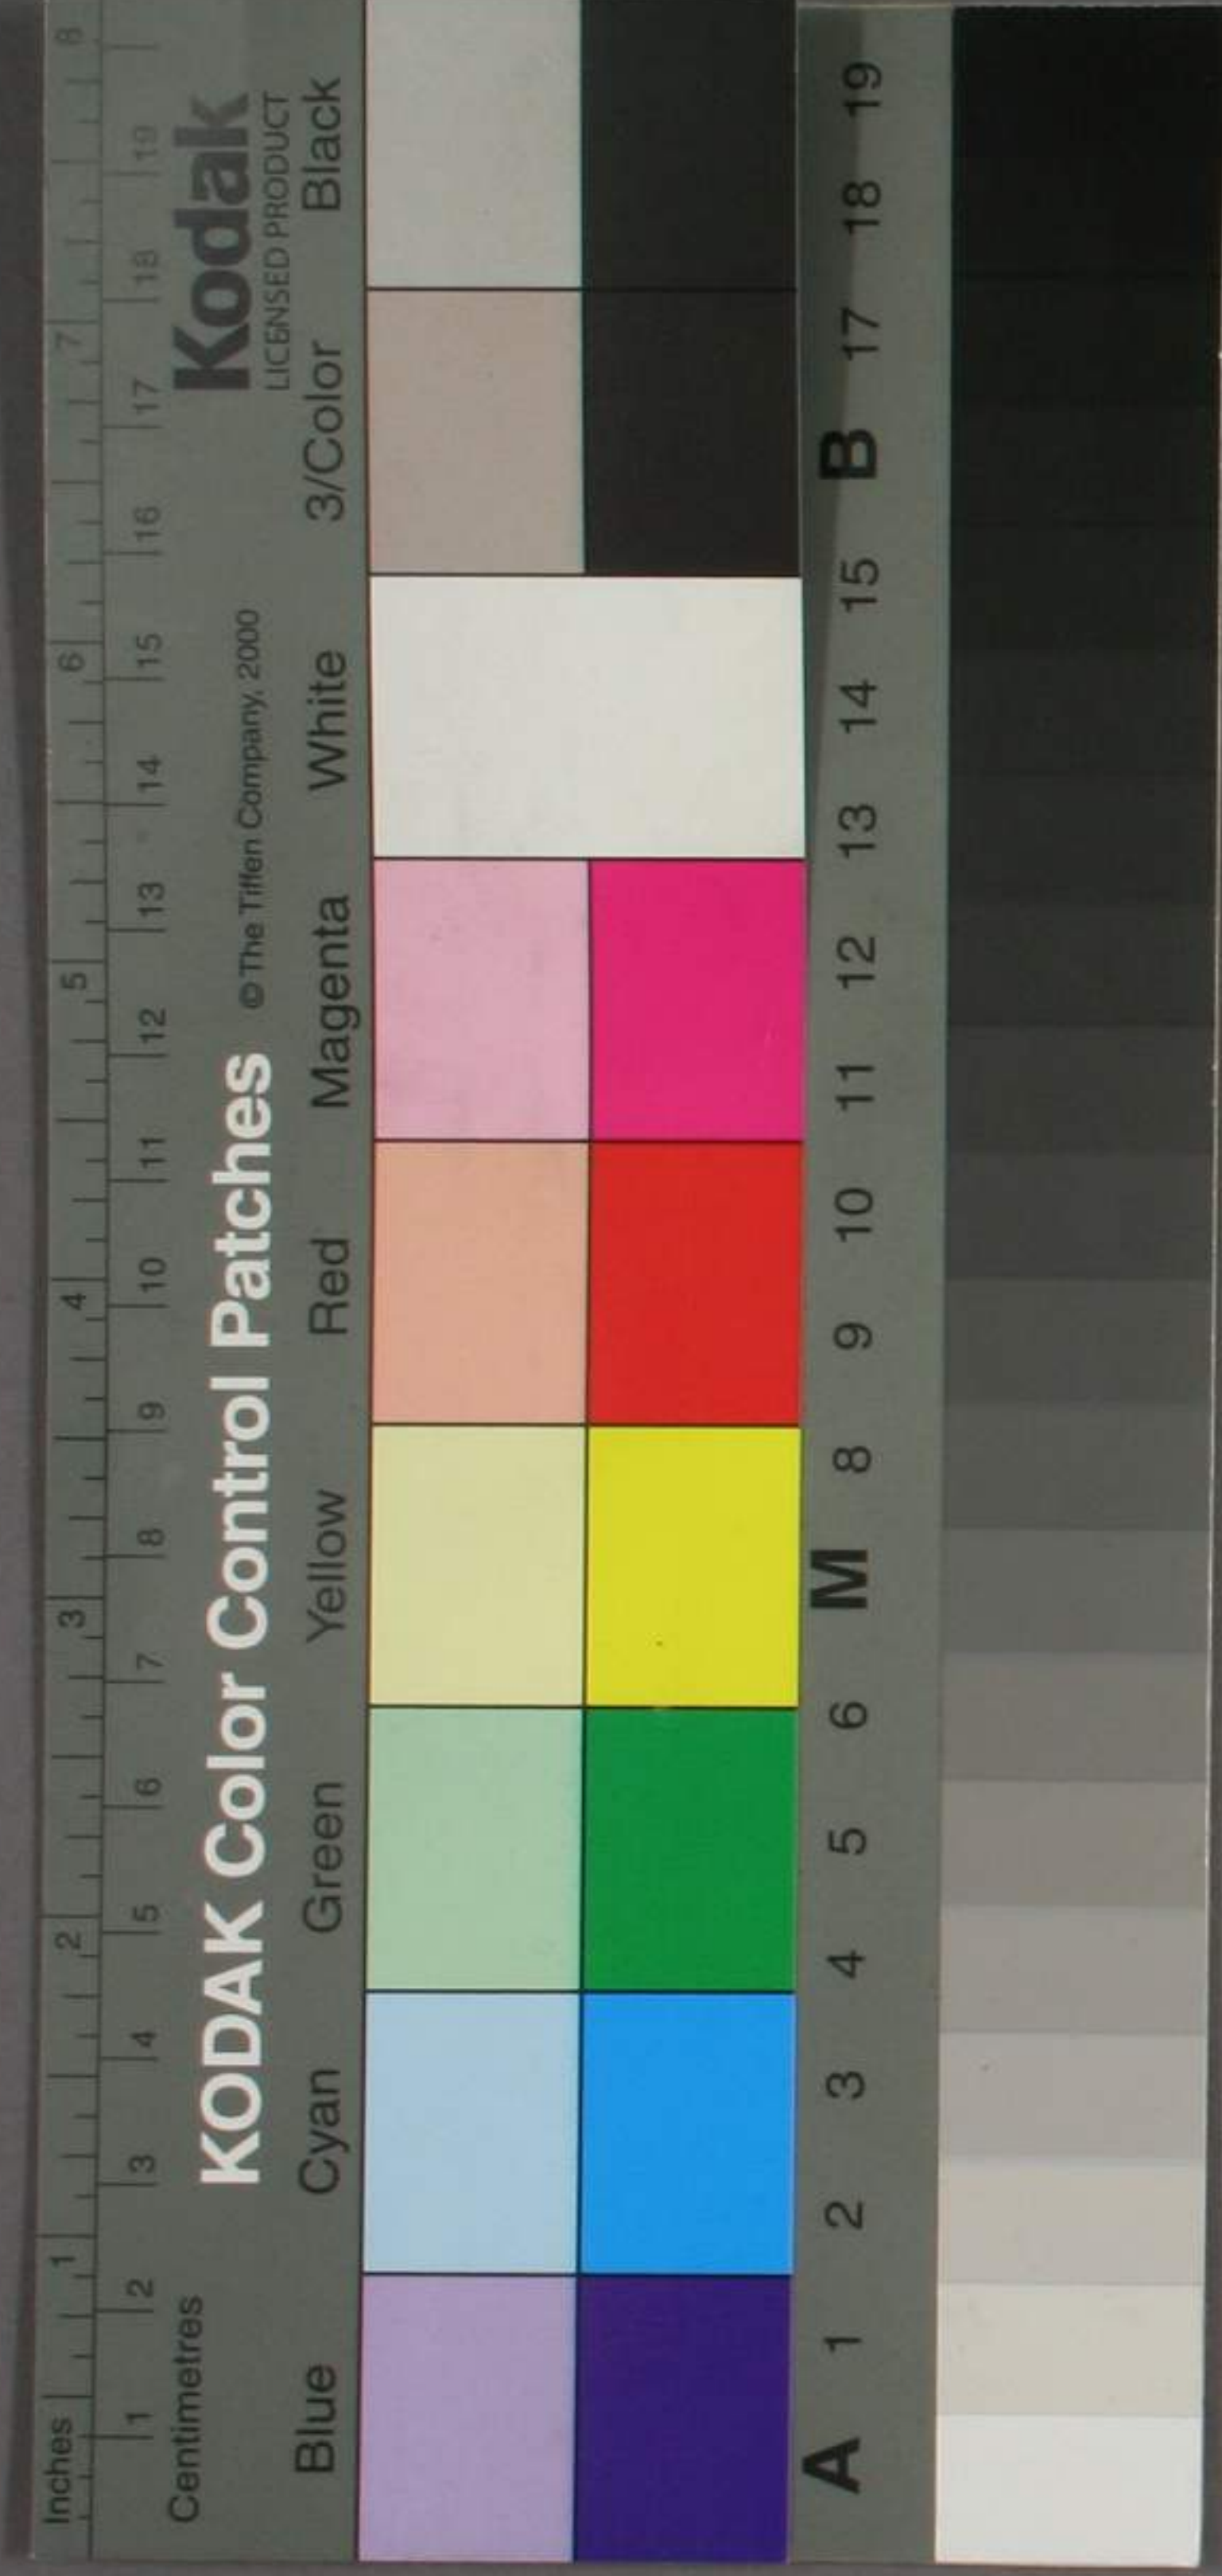 Inches 1 2 3 4 5 6 7 8
1 2 3 4 5 6 7 8 9 10 11 12 13 14 15 16 17 18 19
Centimetres
KODAK Color Control Patches © The Tiffen Company, 2000 Kodak
LICENSED PRODUCT
Blue Cyan Green Yellow Red Magenta White 3/Color Black
A 1 2 3 4 5 6 M 8 9 10 11 12 13 14 15 B 17 18 19